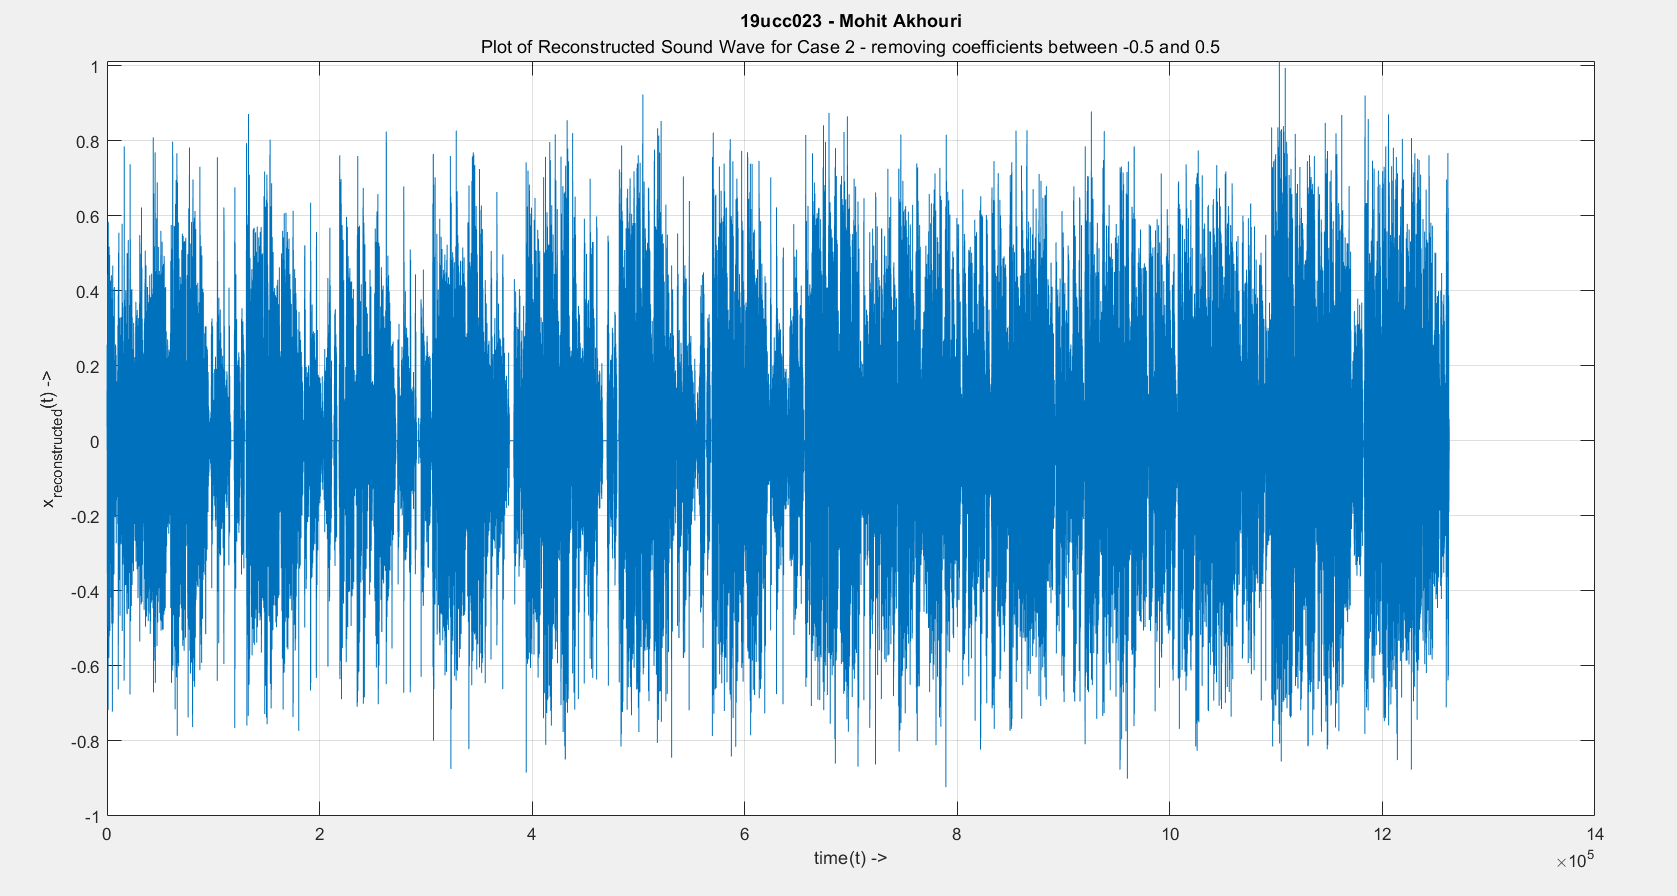 19ucc023 - Mohit Akhouri
Plot of Reconstructed Sound Wave for Case 2 - removing coefficients between -0.5 and 0.5
1
0.8
0.6
0.4
0.2
0
-0.2
-0.4
-0.6
-0.8
-1
x_reconstructed(t) ->
0 2 4 6 8 10 12 14
×10^5
time(t) ->